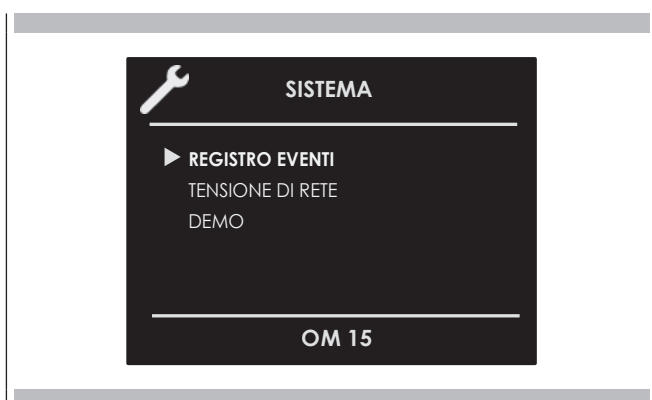 SISTEMA
REGISTRO EVENTI
TENSIONE DI RETE
DEMO
OM 15